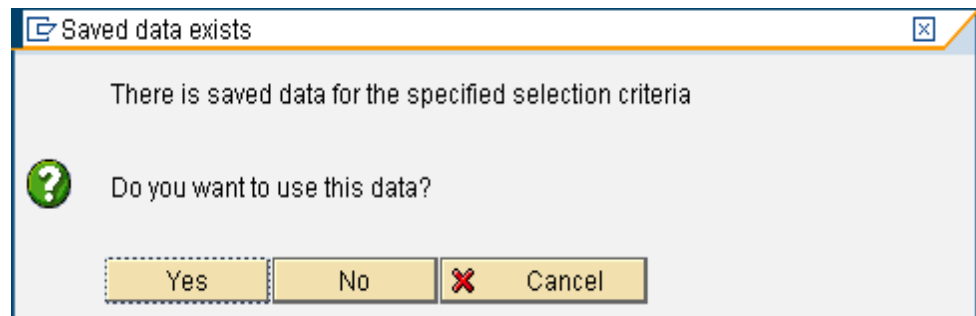 Saved data exists
There is saved data for the specified selection criteria
Do you want to use this data?
Yes No Cancel